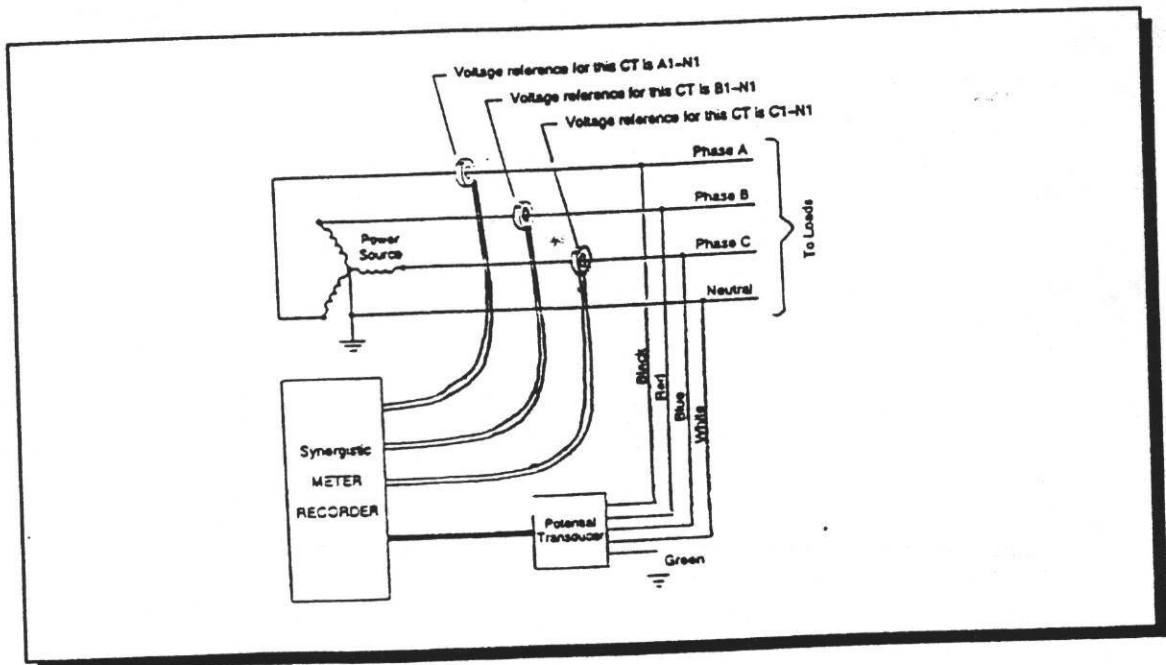 Voltage reference for this CT is A1-N1
Voltage reference for this CT is B1-N1
Voltage reference for this CT is C1-N1
Phase A
Phase B
Phase C
Neutral
To Loads
Power
Source
Black
Red
Blue
White
Synergistic
METER
RECORDER
Potential
Transducer
Green